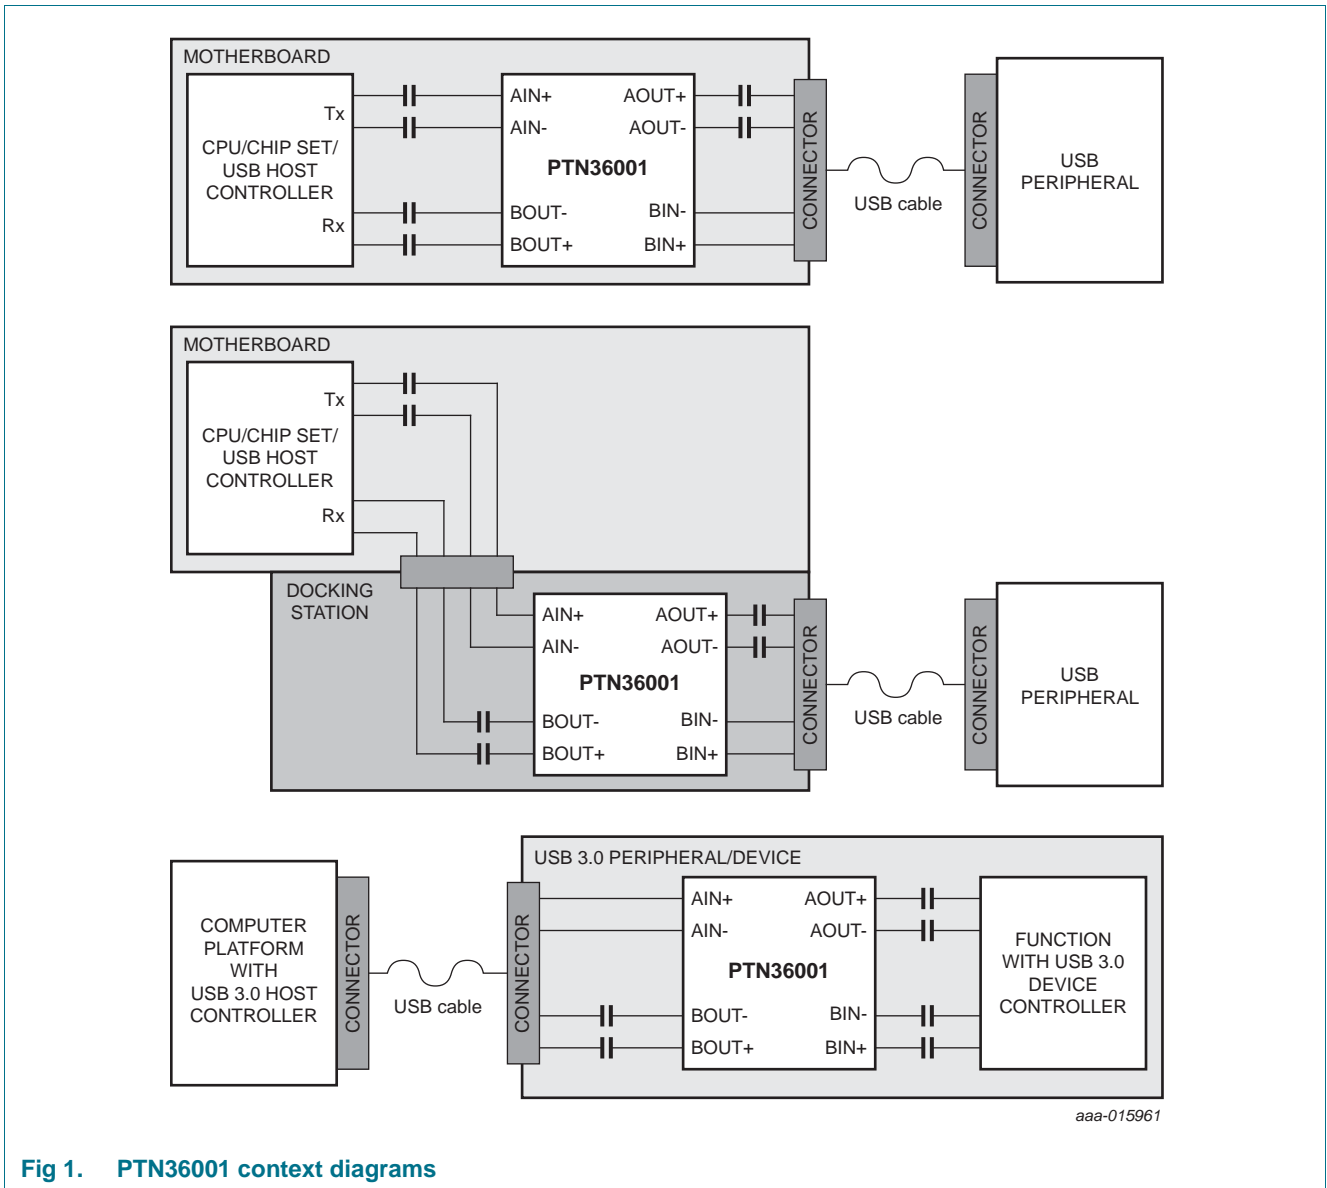 MOTHERBOARD
Tx
CPU/CHIP SET/
USB HOST
CONTROLLER
Rx
AIN+
AOUT+
AIN-
AOUT-
PTN36001
BOUT-
BIN-
BOUT+
BIN+
CONNECTOR
USB cable
CONNECTOR
USB
PERIPHERAL
MOTHERBOARD
Tx
CPU/CHIP SET/
USB HOST
CONTROLLER
Rx
DOCKING
STATION
AIN+
AOUT+
AIN-
AOUT-
PTN36001
BOUT-
BIN-
BOUT+
BIN+
CONNECTOR
USB cable
CONNECTOR
USB
PERIPHERAL
COMPUTER
PLATFORM
WITH
USB 3.0 HOST
CONTROLLER
CONNECTOR
USB cable
CONNECTOR
USB 3.0 PERIPHERAL/DEVICE
AIN+
AOUT+
AIN-
AOUT-
PTN36001
BOUT-
BIN-
BOUT+
BIN+
FUNCTION
WITH USB 3.0
DEVICE
CONTROLLER
aaa-015961
Fig 1. PTN36001 context diagrams